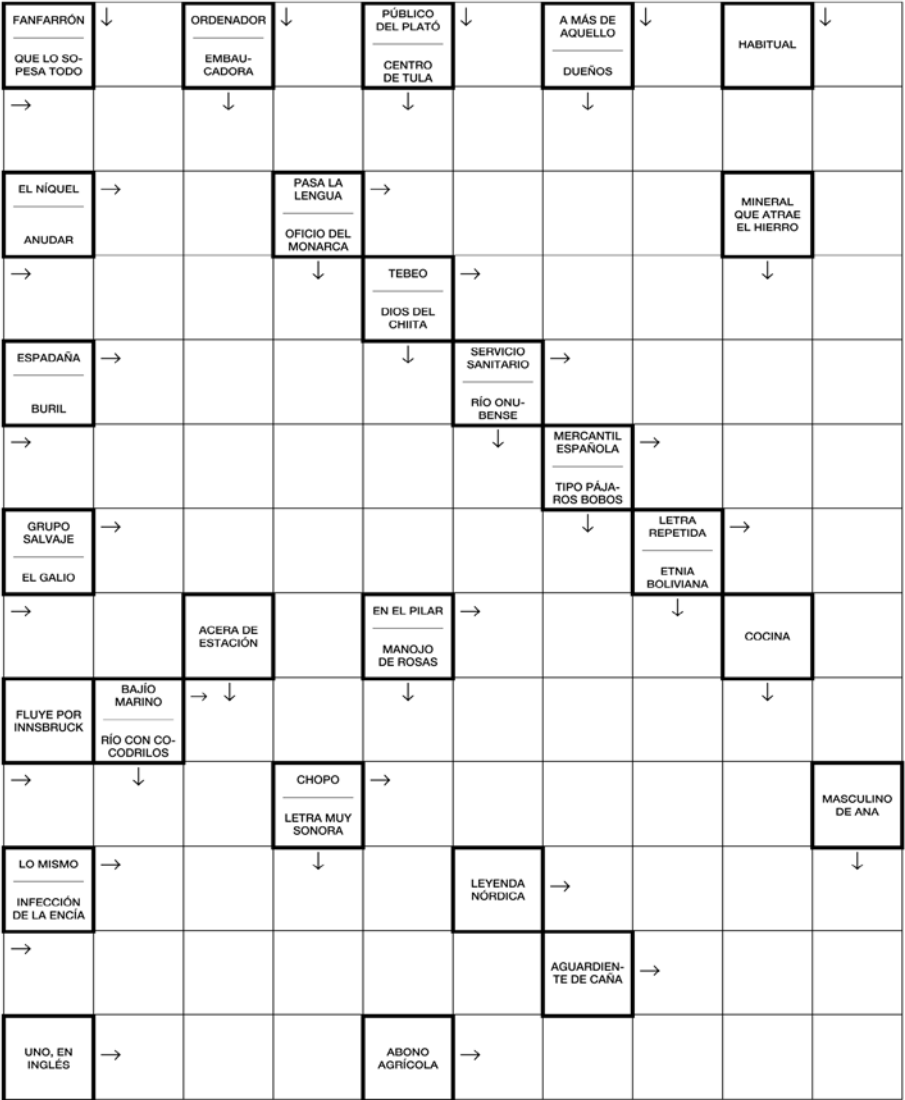 FANFARRÓN
QUE LO SO-
PESA TODO
ORDENADOR
EMBAU-
CADORA
PÚBLICO
DEL PLATÓ
CENTRO
DE TULA
A MÁS DE
AQUELLO
DUEÑOS
HABITUAL
EL NÍQUEL
ANUDAR
PASA LA
LENGUA
OFICIO DEL
MONARCA
MINERAL
QUE ATRAE
EL HIERRO
TEBEO
DIOS DEL
CHIITA
ESPADAÑA
BURIL
SERVICIO
SANITARIO
RÍO ONU-
BENSE
MERCANTIL
ESPAÑOLA
TIPO PÁJA-
ROS BOBOS
GRUPO
SALVAJE
EL GALIO
LETRA
REPETIDA
ETNIA
BOLIVIANA
ACERA DE
ESTACIÓN
EN EL PILAR
MANOJO
DE ROSAS
COCINA
FLUYE POR
INNSBRUCK
BAJÍO
MARINO
RÍO CON CO-
CODRILOS
CHOPO
LETRA MUY
SONORA
MASCULINO
DE ANA
LO MISMO
INFECCIÓN
DE LA ENCÍA
LEYENDA
NÓRDICA
AGUARDIEN-
TE DE CAÑA
UNO, EN
INGLÉS
ABONO
AGRÍCOLA